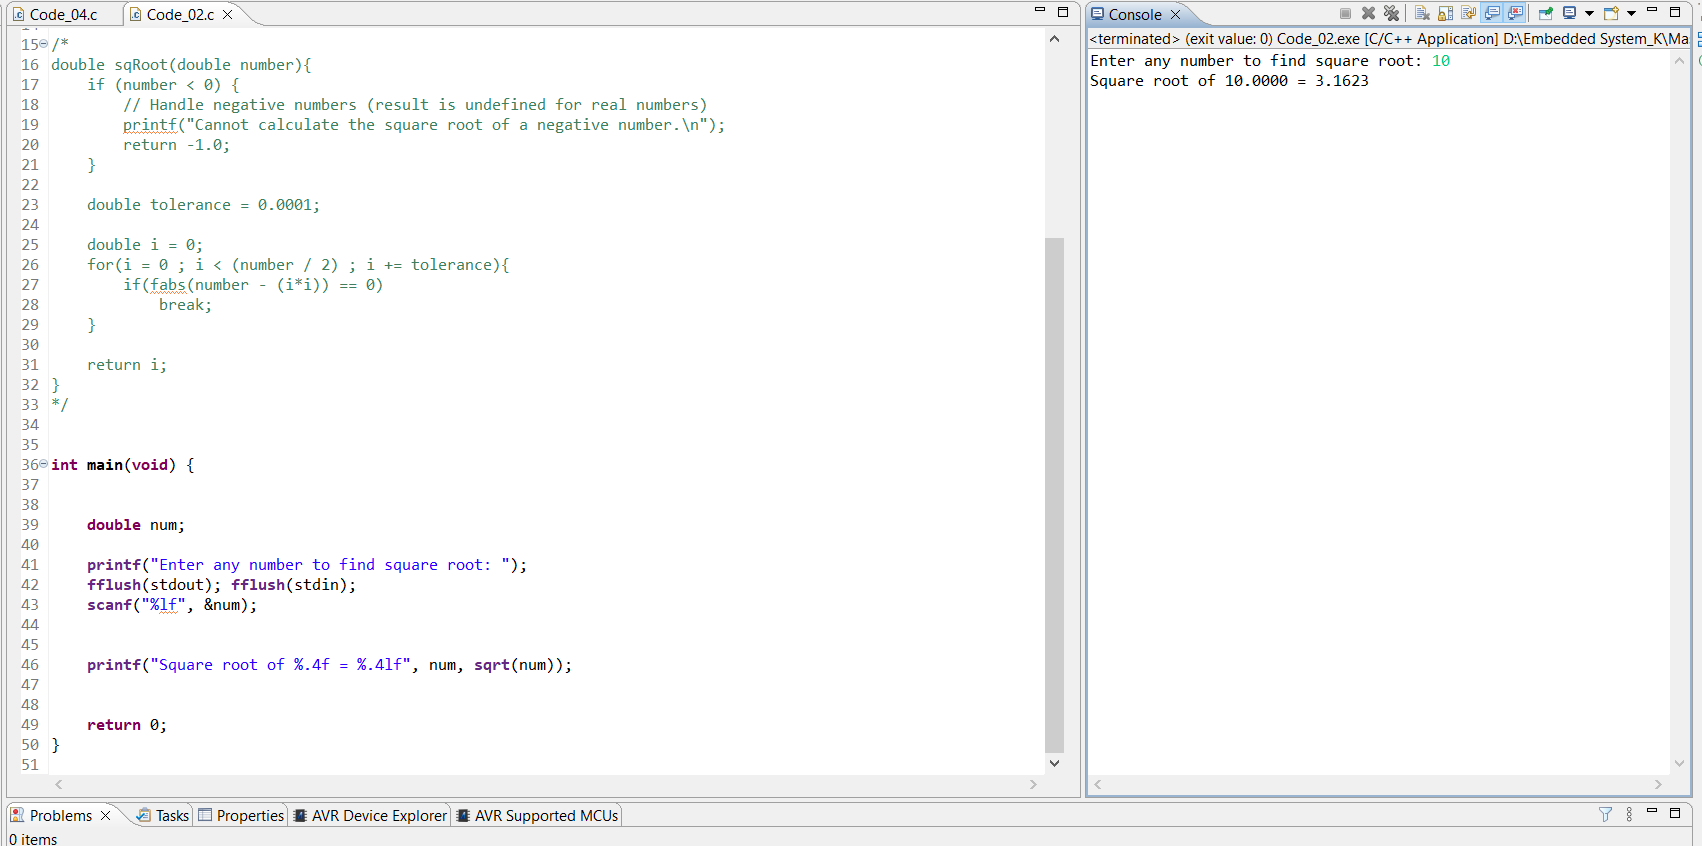 Code_04.c
Code_02.c
15 /*
16 double sqRoot(double number){
17     if (number < 0) {
18         // Handle negative numbers (result is undefined for real numbers)
19         printf("Cannot calculate the square root of a negative number.\n");
20         return -1.0;
21     }
22
23     double tolerance = 0.0001;
24
25     double i = 0;
26     for(i = 0 ; i < (number / 2) ; i += tolerance){
27         if(fabs(number - (i*i)) == 0)
28             break;
29     }
30
31     return i;
32 }
33 */
34
35
36 int main(void) {
37
38
39     double num;
40
41     printf("Enter any number to find square root: ");
42     fflush(stdout); fflush(stdin);
43     scanf("%lf", &num);
44
45
46     printf("Square root of %.4f = %.4lf", num, sqrt(num));
47
48
49     return 0;
50 }
51
Console
<terminated> (exit value: 0) Code_02.exe [C/C++ Application] D:\Embedded System_K\Ma
Enter any number to find square root: 10
Square root of 10.0000 = 3.1623
Problems Tasks Properties AVR Device Explorer AVR Supported MCUs
0 items